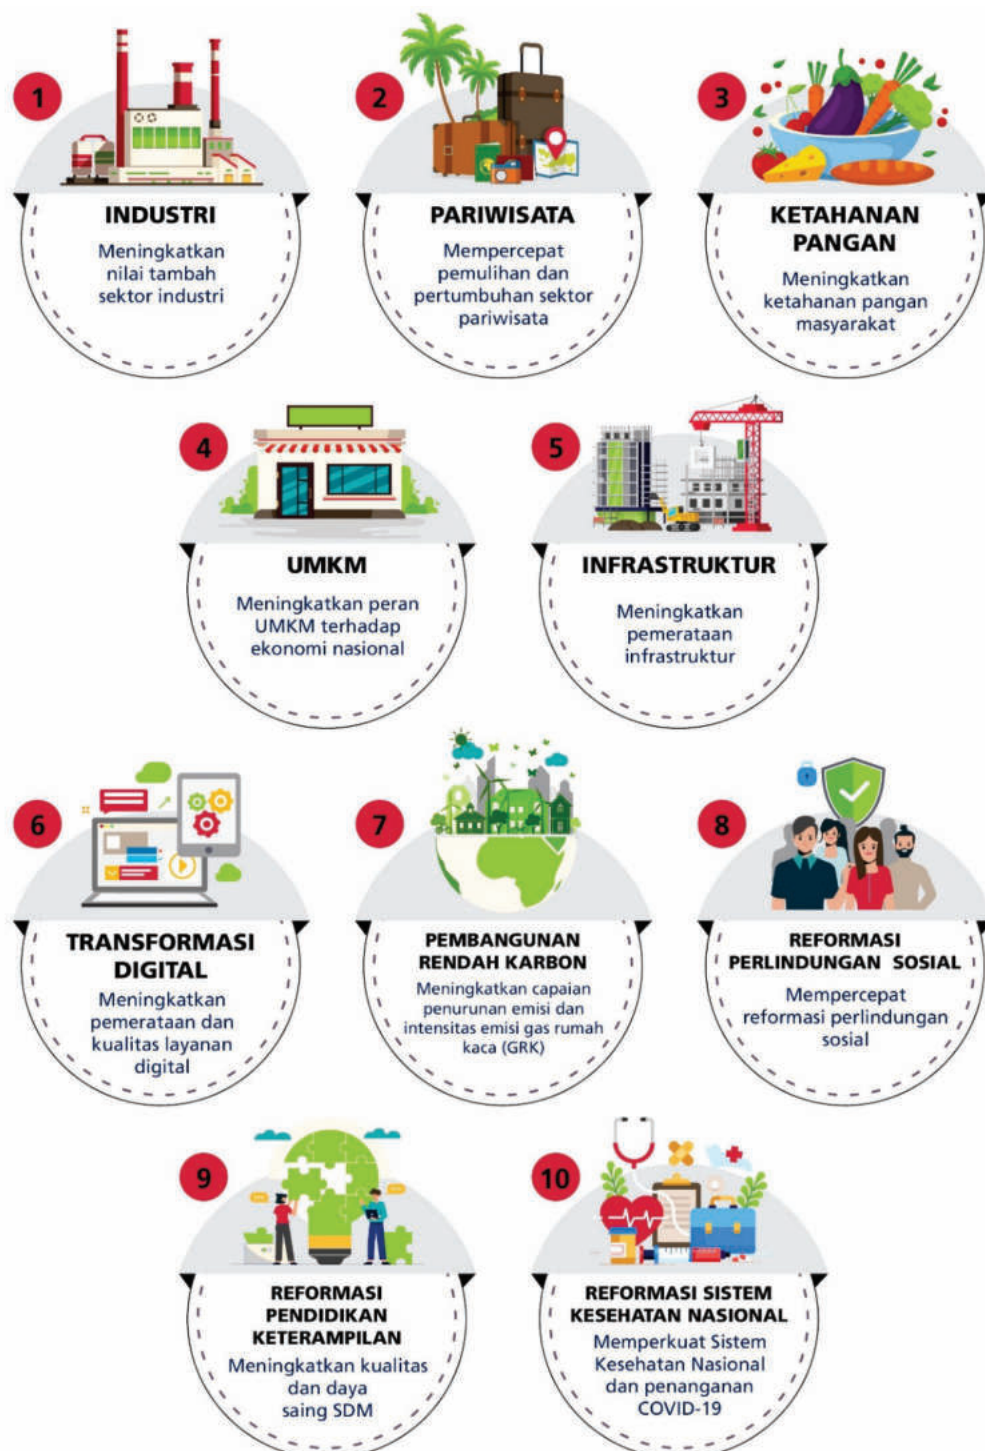 1
INDUSTRI
Meningkatkan
nilai tambah
sektor industri
2
PARIWISATA
Mempercepat
pemulihan dan
pertumbuhan sektor
pariwisata
3
KETAHANAN
PANGAN
Meningkatkan
ketahanan pangan
masyarakat
4
UMKM
Meningkatkan peran
UMKM terhadap
ekonomi nasional
5
INFRASTRUKTUR
Meningkatkan
pemerataan
infrastruktur
6
TRANSFORMASI
DIGITAL
Meningkatkan
pemerataan dan
kualitas layanan
digital
7
PEMBANGUNAN
RENDAH KARBON
Meningkatkan capaian
penurunan emisi dan
intensitas emisi gas rumah
kaca (GRK)
8
REFORMASI
PERLINDUNGAN SOSIAL
Mempercepat
reformasi perlindungan
sosial
9
REFORMASI
PENDIDIKAN
KETERAMPILAN
Meningkatkan kualitas
dan daya
saing SDM
10
REFORMASI SISTEM
KESEHATAN NASIONAL
Memperkuat Sistem
Kesehatan Nasional
dan penanganan
COVID-19